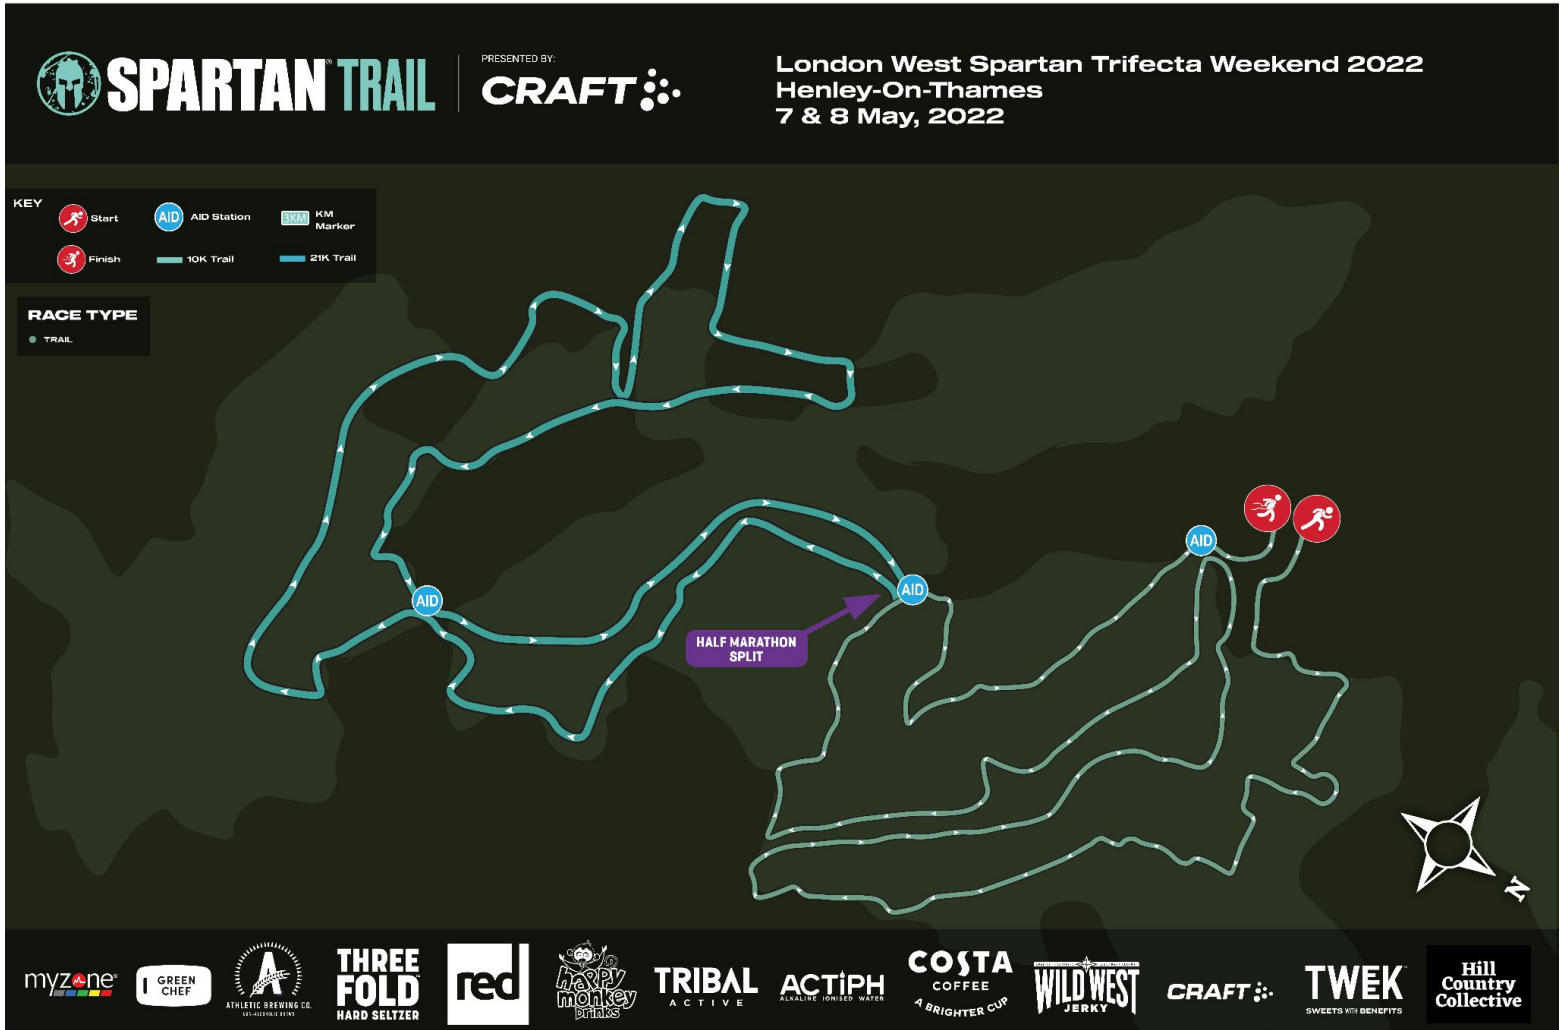 SPARTAN TRAIL
PRESENTED BY:
CRAFT
London West Spartan Trifecta Weekend 2022
Henley-On-Thames
7 & 8 May, 2022
KEY
Start
AID
AID Station
3KM
KM
Marker
Finish
10K Trail
21K Trail
RACE TYPE
TRAIL
AID
AID
AID
HALF MARATHON
SPLIT
N
myzone
GREEN
CHEF
A
ATHLETIC BREWING CO.
NON-ALCOHOLIC BREWS
THREE
FOLD
HARD SELTZER
red
happy
monkey
Drinks
TRIBAL
ACTIVE
ACTiPH
ALKALINE IONISED WATER
COSTA
COFFEE
A BRIGHTER CUP
WILD WEST
JERKY
CRAFT
TWEK
SWEETS WITH BENEFITS
Hill
Country
Collective